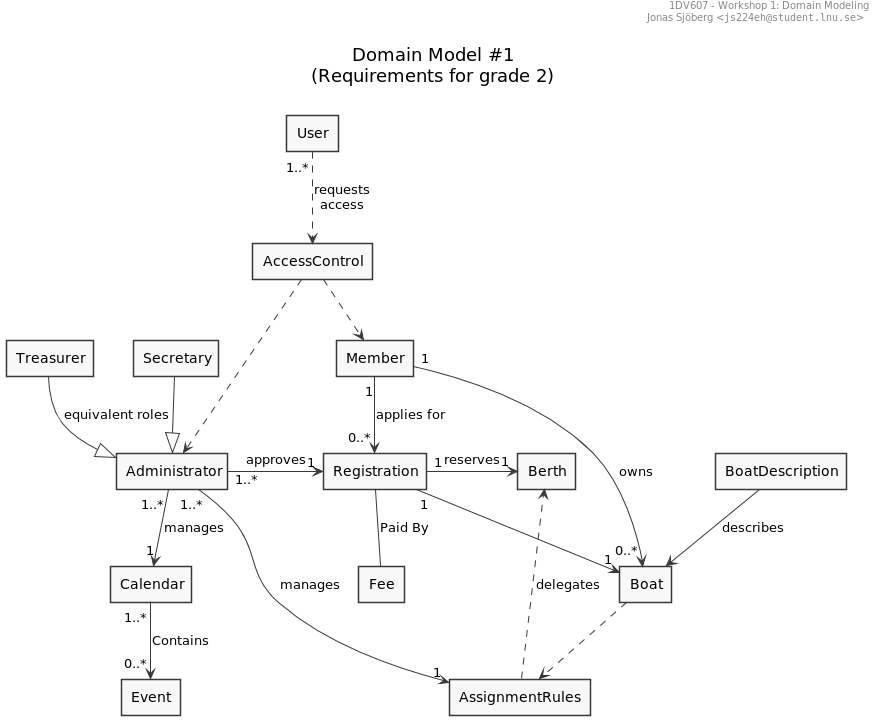 1DV607 - Workshop 1: Domain Modeling
Jonas Sjöberg <js224eh@student.lnu.se>
Domain Model #1
(Requirements for grade 2)
User
1..*
requests
access
AccessControl
Treasurer
Secretary
Member
1
1
equivalent roles
applies for
0..*
Administrator
approves
1
1..*
Registration
1
reserves
1
Berth
owns
BoatDescription
1..*
1..*
manages
1
Paid By
1
describes
0..*
1
Calendar
manages
Fee
delegates
Boat
1..*
Contains
0..*
1
Event
AssignmentRules